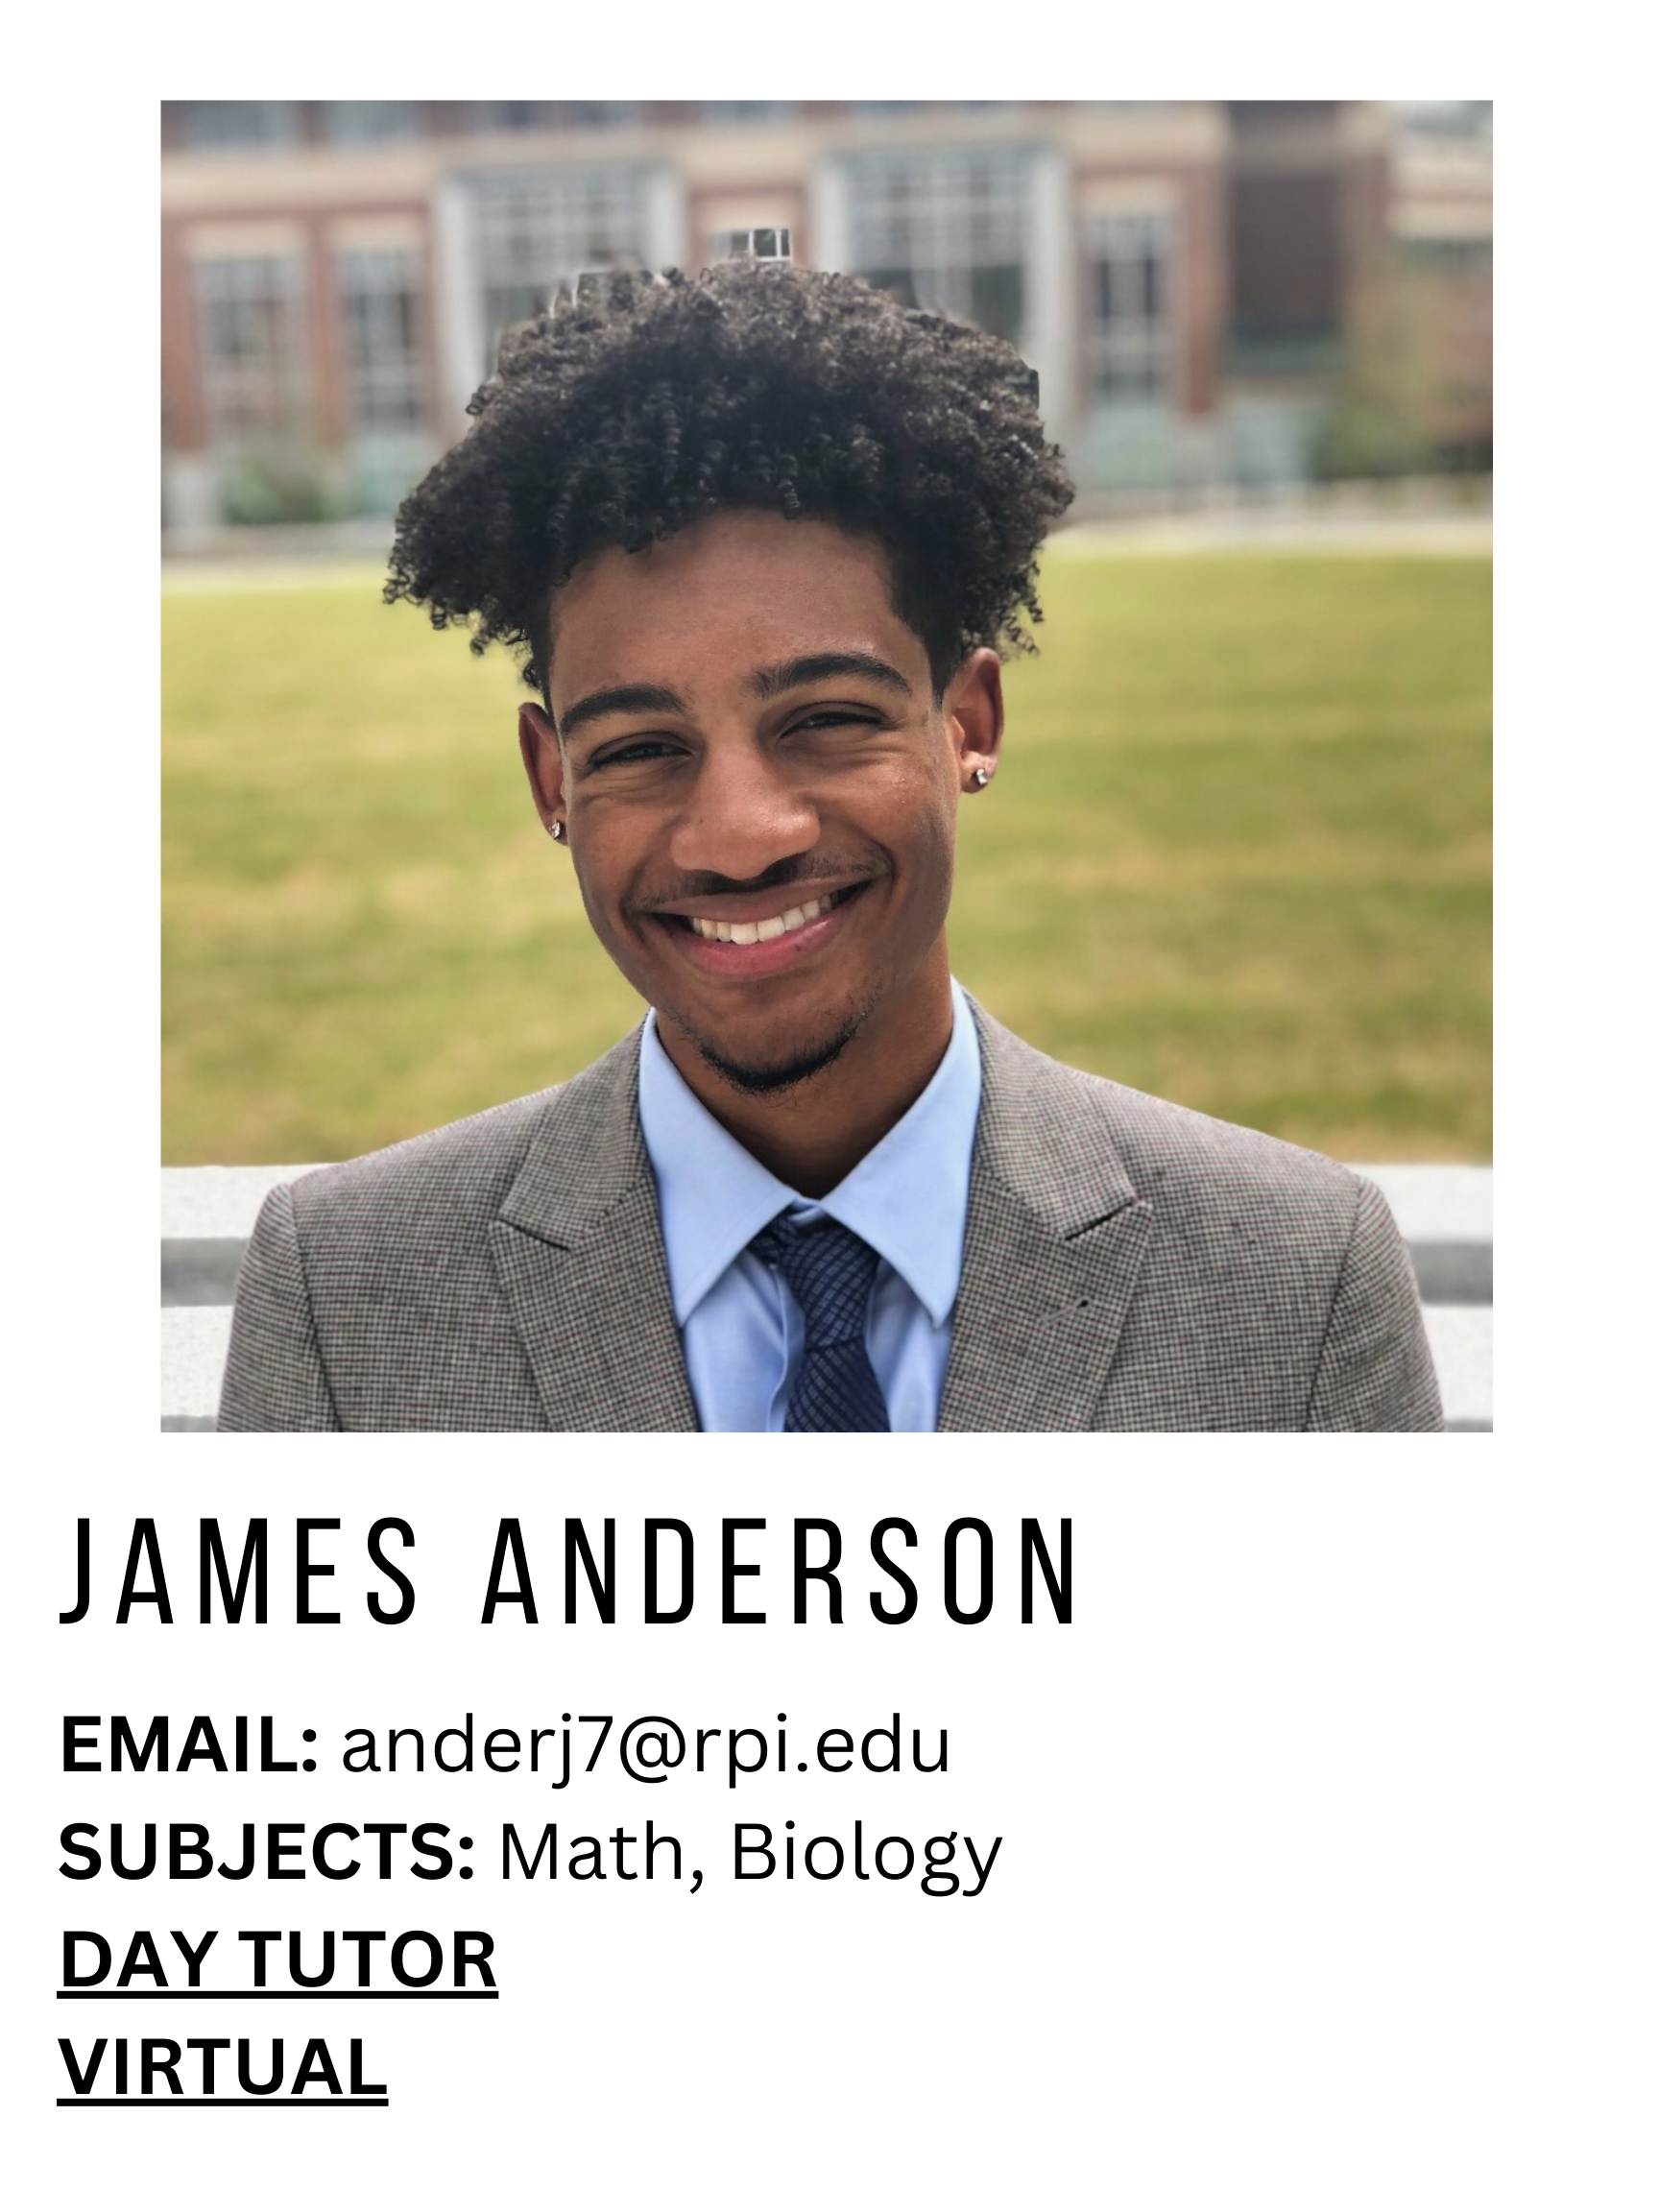 JAMES ANDERSON
EMAIL: anderj7@rpi.edu
SUBJECTS: Math, Biology
DAY TUTOR
VIRTUAL